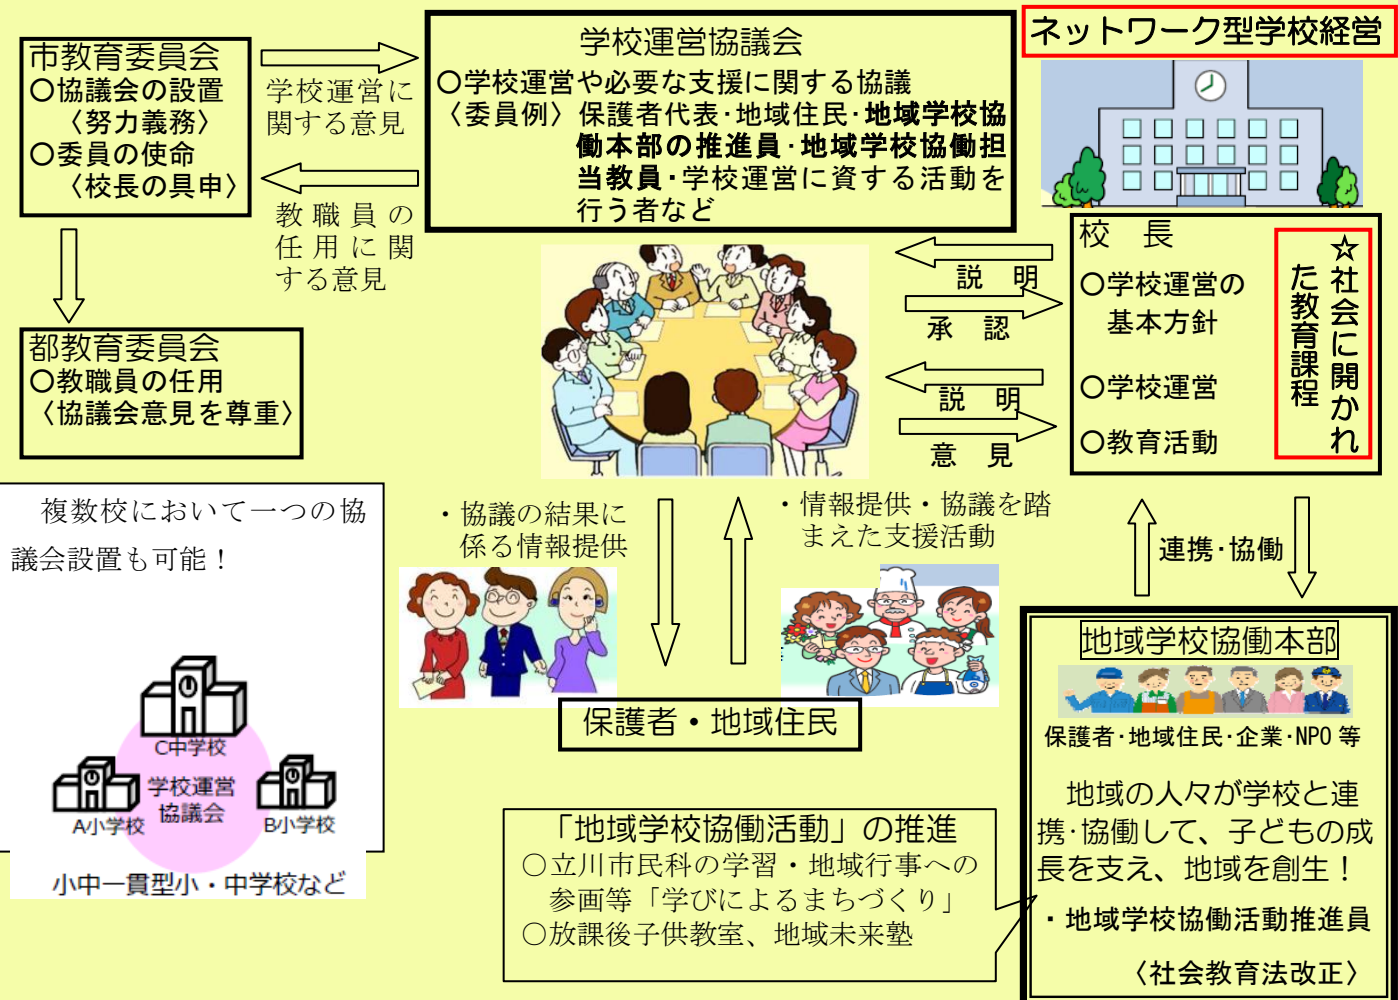 市教育委員会
〇協議会の設置
〈努力義務〉
〇委員の使命
〈校長の具申〉
学校運営に
関する意見
教職員の
任用に関
する意見
都教育委員会
〇教職員の任用
〈協議会意見を尊重〉
学校運営協議会
〇学校運営や必要な支援に関する協議
〈委員例〉保護者代表・地域住民・地域学校協
働本部の推進員・地域学校協働担
当教員・学校運営に資する活動を
行う者など
ネットワーク型学校経営
校 長
〇学校運営の
基本方針
〇学校運営
〇教育活動
☆社会に開かれ
た教育課程
説 明
承 認
説 明
意 見
複数校において一つの協
議会設置も可能！
C中学校
学校運営
協議会
A小学校
B小学校
小中一貫型小・中学校など
・協議の結果に
係る情報提供
・情報提供・協議を踏
まえた支援活動
保護者・地域住民
連携・協働
地域学校協働本部
保護者・地域住民・企業・NPO 等
地域の人々が学校と連
携・協働して、子どもの成
長を支え、地域を創生！
・地域学校協働活動推進員
〈社会教育法改正〉
「地域学校協働活動」の推進
〇立川市民科の学習・地域行事への
参画等「学びによるまちづくり」
〇放課後子供教室、地域未来塾